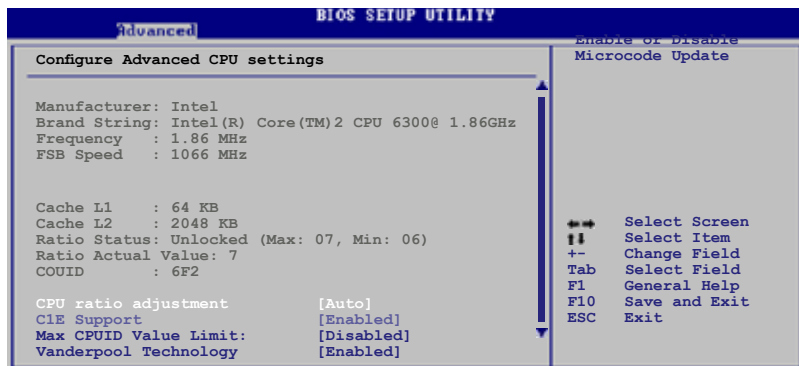 BIOS SETUP UTILITY
Advanced
Configure Advanced CPU settings
Manufacturer: Intel
Brand String: Intel(R) Core(TM)2 CPU 6300@ 1.86GHz
Frequency : 1.86 MHz
FSB Speed : 1066 MHz
Cache L1 : 64 KB
Cache L2 : 2048 KB
Ratio Status: Unlocked (Max: 07, Min: 06)
Ratio Actual Value: 7
COUID : 6F2
CPU ratio adjustment [Auto]
C1E Support [Enabled]
Max CPUID Value Limit: [Disabled]
Vanderpool Technology [Enabled]
Enable or Disable
Microcode Update
Select Screen
Select Item
+- Change Field
Tab Select Field
F1 General Help
F10 Save and Exit
ESC Exit